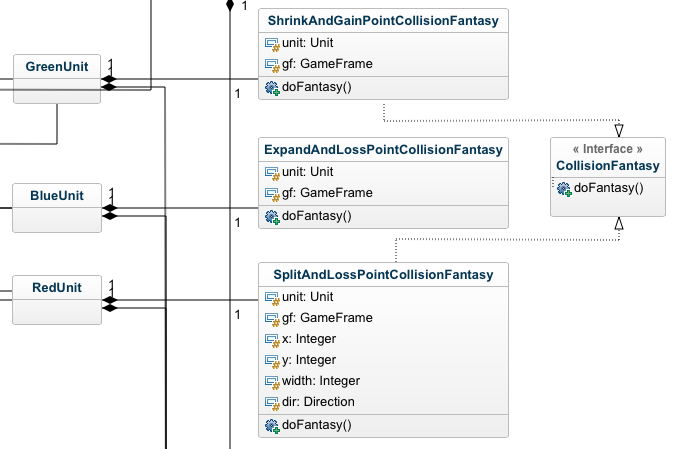 1
ShrinkAndGainPointCollisionFantasy
unit: Unit
gf: GameFrame
doFantasy()
GreenUnit
1
1
ExpandAndLossPointCollisionFantasy
unit: Unit
gf: GameFrame
doFantasy()
« Interface »
CollisionFantasy
doFantasy()
BlueUnit
1
1
SplitAndLossPointCollisionFantasy
unit: Unit
gf: GameFrame
x: Integer
y: Integer
width: Integer
dir: Direction
doFantasy()
RedUnit
1
1